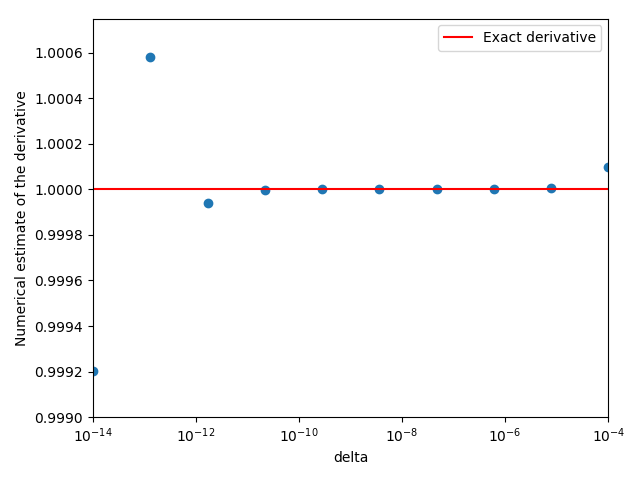 1.0006
1.0004
1.0002
1.0000
0.9998
0.9996
0.9994
0.9992
0.9990
Numerical estimate of the derivative
Exact derivative
10⁻¹⁴ 10⁻¹² 10⁻¹⁰ 10⁻⁸ 10⁻⁶ 10⁻⁴
delta